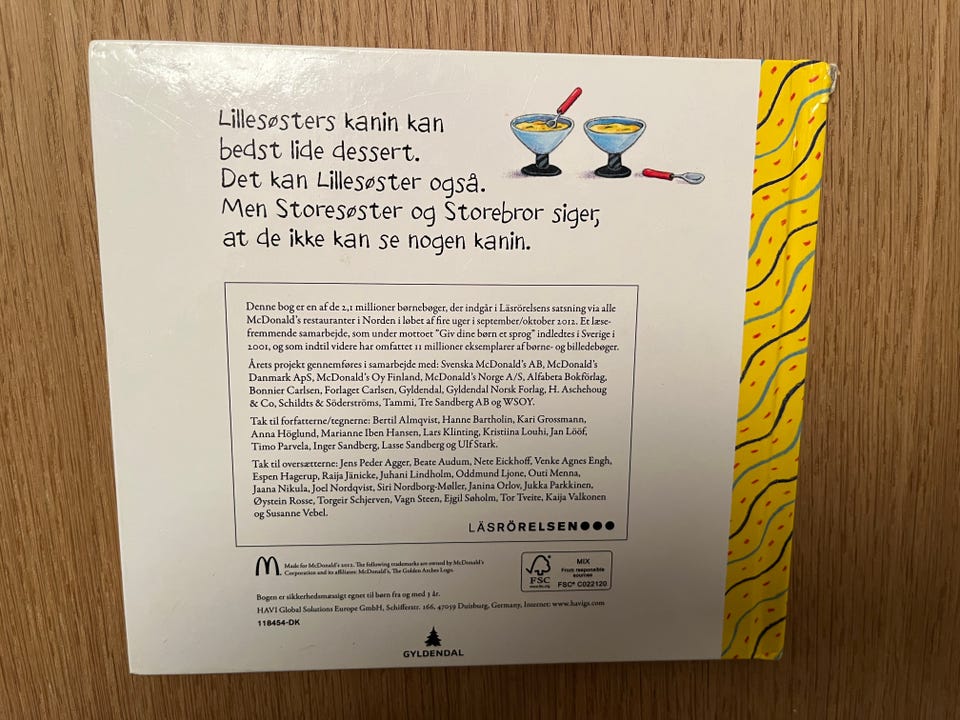 Lillesøsters kanin kan
bedst lide dessert.
Det kan Lillesøster også.
Men Storesøster og Storebror siger,
at de ikke kan se nogen kanin.
Denne bog er en af de 2,1 millioner børnebøger, der indgår i Läsrörelsens satsning via alle
McDonald's restauranter i Norden i løbet af fire uger i september/oktober 2012. Et læse-
fremmende samarbejde, som under mottoet "Giv dine børn et sprog" indledtes i Sverige i
2001, og som indtil videre har omfattet 11 millioner eksemplarer af børne- og billedebøger.
Årets projekt gennemføres i samarbejde med: Svenska McDonald's AB, McDonald's
Danmark ApS, McDonald's Oy Finland, McDonald's Norge A/S, Alfabeta Bokförlag,
Bonnier Carlsen, Forlaget Carlsen, Gyldendal, Gyldendal Norsk Forlag, H. Aschehoug
& Co, Schildts & Söderströms, Tammi, Tre Sandberg AB og WSOY.
Tak til forfatterne/tegnerne: Bertil Almqvist, Hanne Bartholin, Kari Grossmann,
Anna Höglund, Marianne Iben Hansen, Lars Klinting, Kristiina Louhi, Jan Lööf,
Timo Parvela, Inger Sandberg, Lasse Sandberg og Ulf Stark.
Tak til oversætterne: Jens Peder Agger, Beate Audum, Nete Eickhoff, Venke Agnes Engh,
Espen Hagerup, Raija Jänicke, Juhani Lindholm, Oddmund Ljone, Outi Menna,
Jaana Nikula, Joel Nordqvist, Siri Nordborg-Møller, Janina Orlov, Jukka Parkkinen,
Øystein Rosse, Torgeir Schjerven, Vagn Steen, Ejgil Søholm, Tor Tveite, Kaija Valkonen
og Susanne Vebel.
LÄSRÖRELSEN
Made for McDonald's 2012. The following trademarks are owned by McDonald's
Corporation and its affiliates: McDonald's, The Golden Arches Logo.
FSC
www.fsc.org
MIX
From responsible
sources
FSC® C022120
Bogen er sikkerhedsmæssigt egnet til børn fra og med 3 år.
HAVI Global Solutions Europe GmbH, Schifferstr. 166, 47059 Duisburg, Germany, Internet: www.havigs.com
118454-DK
GYLDENDAL